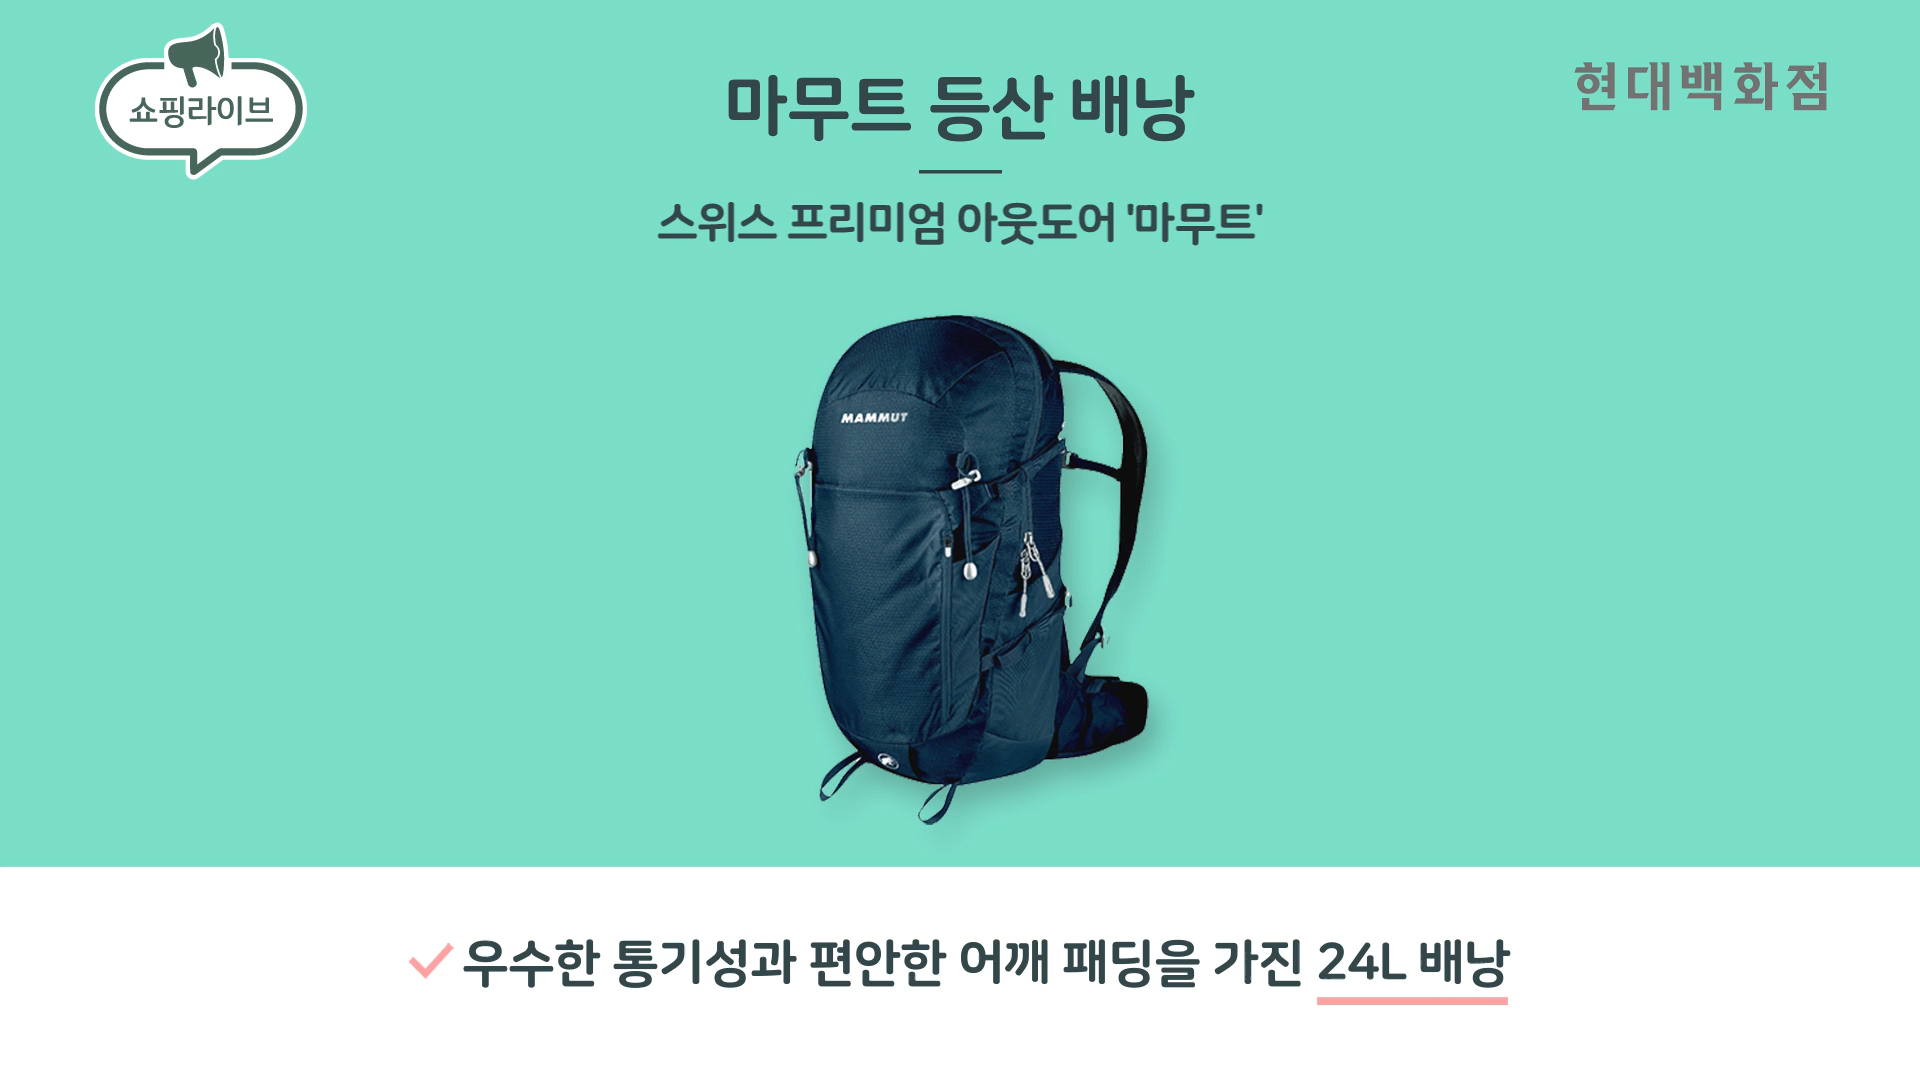 쇼핑라이브
마무트 등산 배낭
현대백화점
스위스 프리미엄 아웃도어 '마무트'
MAMMUT
우수한 통기성과 편안한 어깨 패딩을 가진 24L 배낭